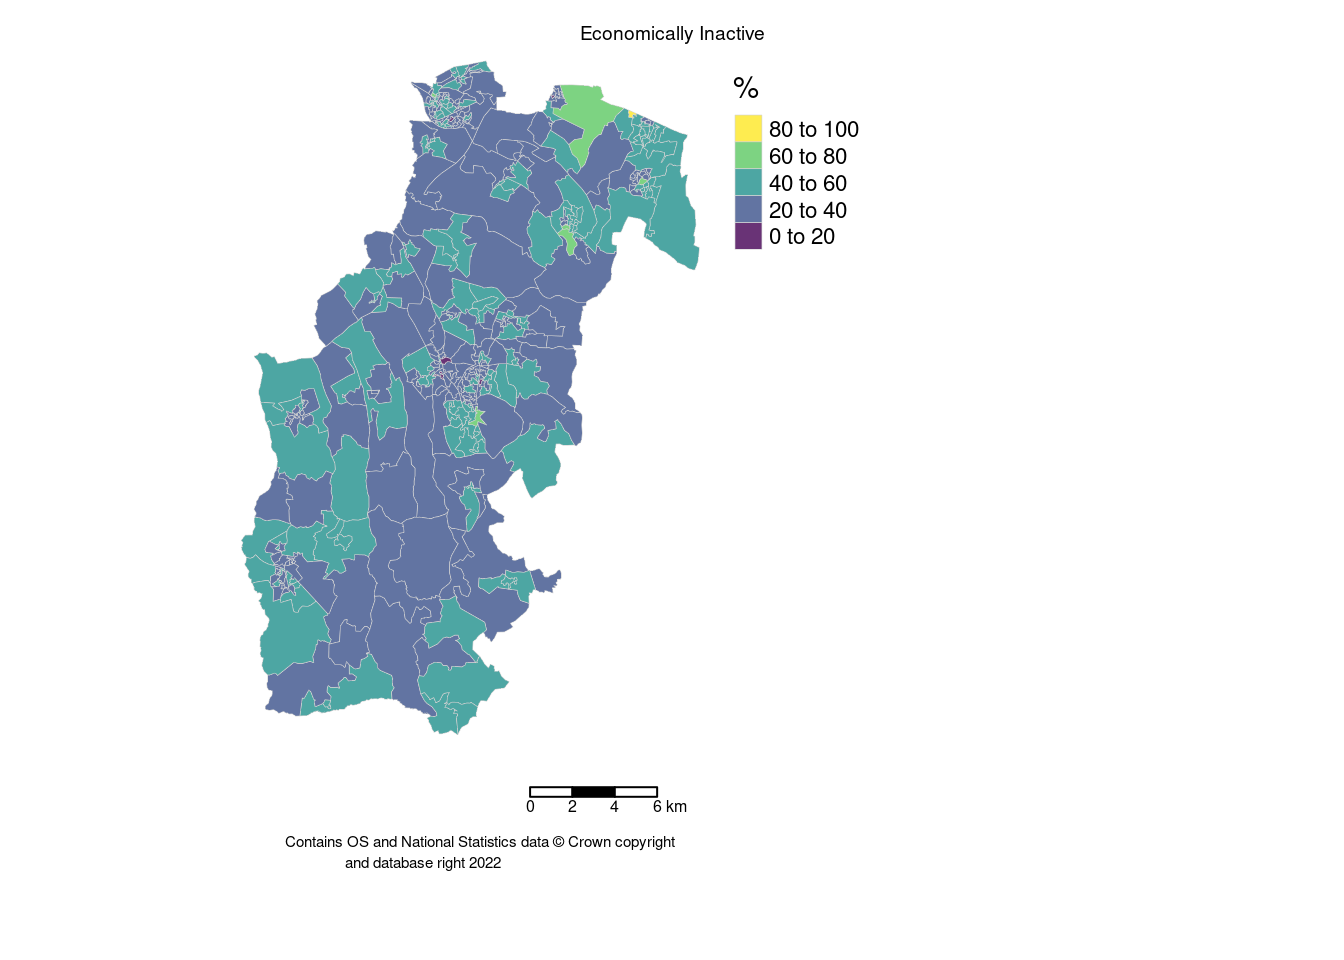 Economically Inactive
%
80 to 100
60 to 80
40 to 60
20 to 40
0 to 20
0 2 4 6 km
Contains OS and National Statistics data © Crown copyright
and database right 2022